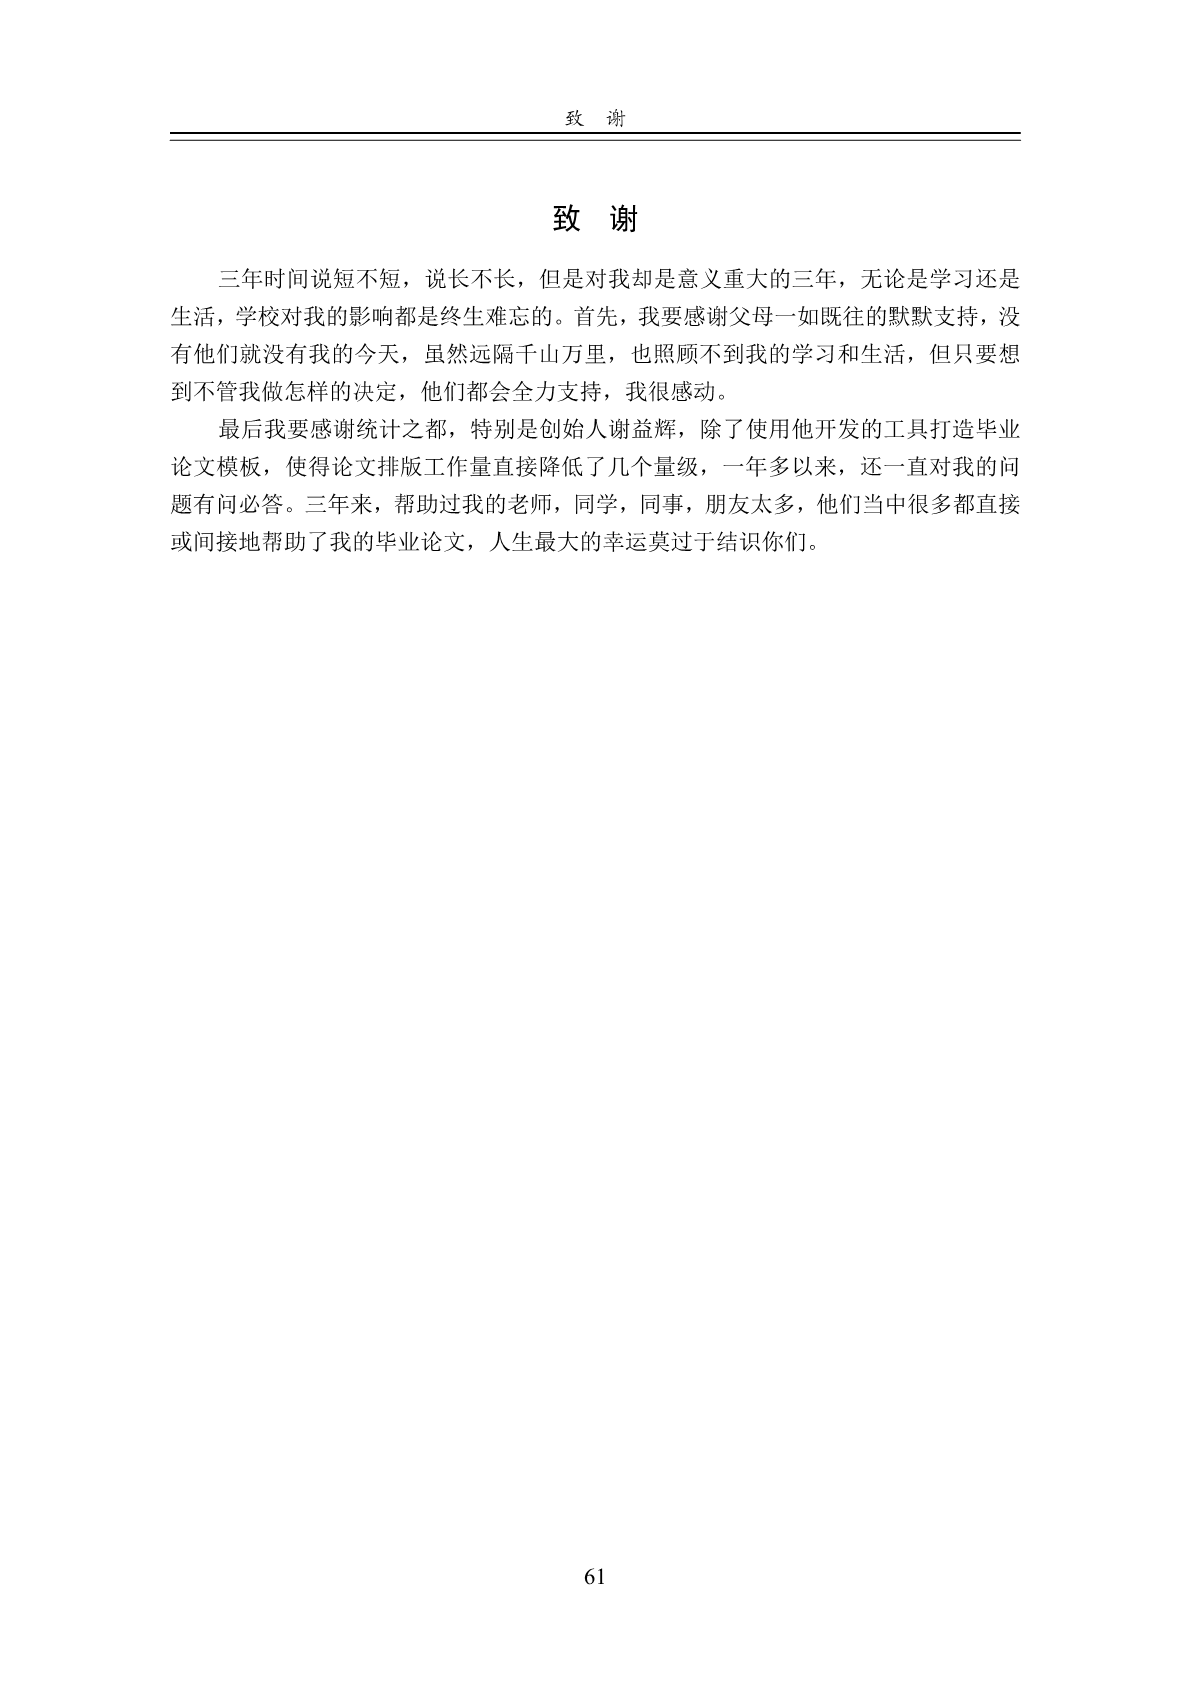 致 谢
致 谢
三年时间说短不短，说长不长，但是对我却是意义重大的三年，无论是学习还是
生活，学校对我的影响都是终生难忘的。首先，我要感谢父母一如既往的默默支持，没
有他们就没有我的今天，虽然远隔千山万里，也照顾不到我的学习和生活，但只要想
到不管我做怎样的决定，他们都会全力支持，我很感动。
最后我要感谢统计之都，特别是创始人谢益辉，除了使用他开发的工具打造毕业
论文模板，使得论文排版工作量直接降低了几个量级，一年多以来，还一直对我的问
题有问必答。三年来，帮助过我的老师，同学，同事，朋友太多，他们当中很多都直接
或间接地帮助了我的毕业论文，人生最大的幸运莫过于结识你们。
61